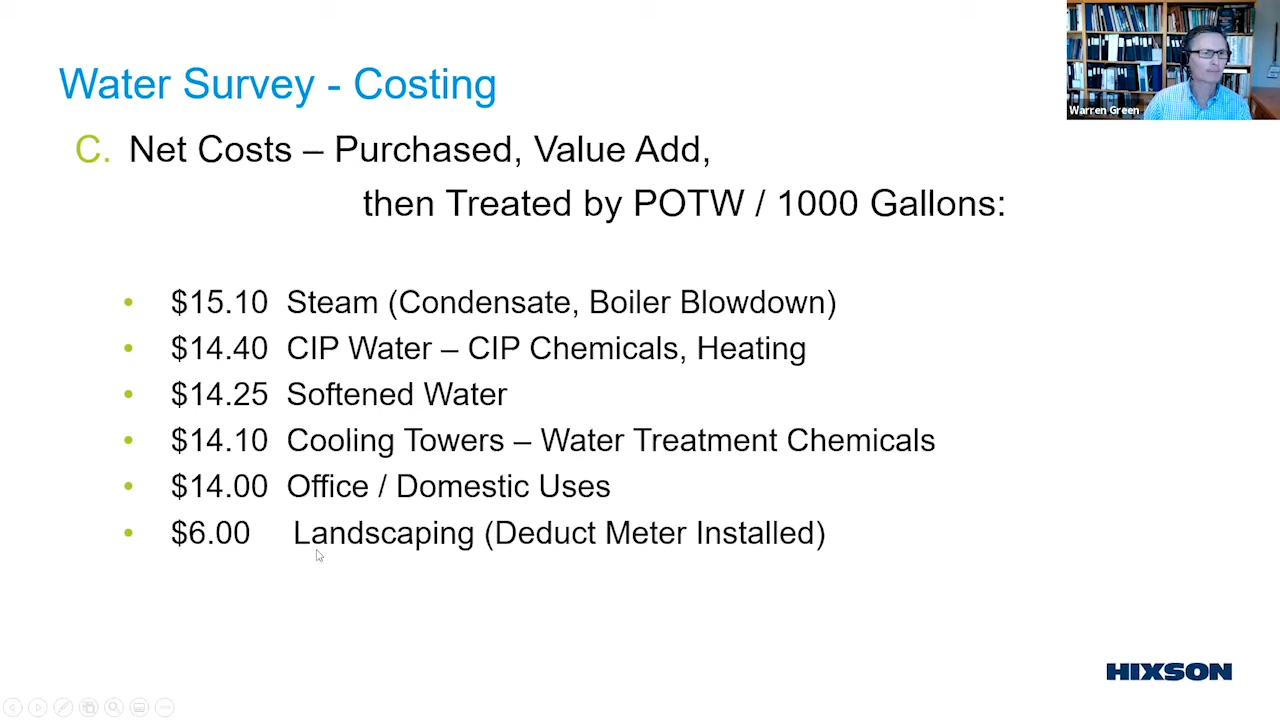 Water Survey - Costing
Warren Green
C. Net Costs – Purchased, Value Add,
then Treated by POTW / 1000 Gallons:
• $15.10 Steam (Condensate, Boiler Blowdown)
• $14.40 CIP Water – CIP Chemicals, Heating
• $14.25 Softened Water
• $14.10 Cooling Towers – Water Treatment Chemicals
• $14.00 Office / Domestic Uses
• $6.00 Landscaping (Deduct Meter Installed)
HIXSON